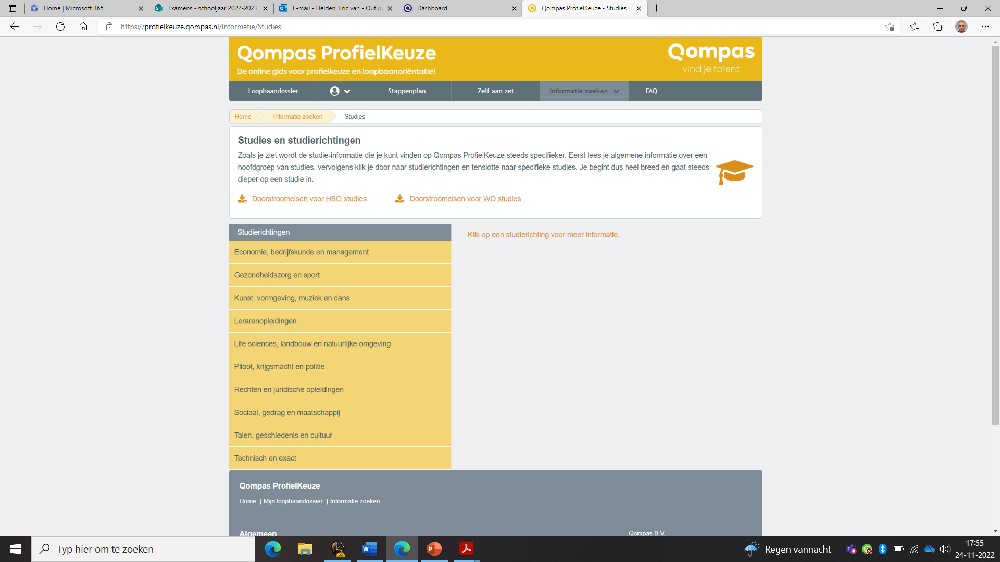 Home | Microsoft 365
Examens - schooljaar 2022-2023
E-mail - Helden, Eric van - Outlo
Dashboard
Qompas ProfielKeuze - Studies
https://profielkeuze.qompas.nl/Informatie/Studies
Qompas ProfielKeuze
De online gids voor profielkeuze en loopbaanoriëntatie!
Qompas
vind je talent
Loopbaandossier
Stappenplan
Zelf aan zet
Informatie zoeken
FAQ
Home
Informatie zoeken
Studies
Studies en studierichtingen
Zoals je ziet wordt de studie-informatie die je kunt vinden op Qompas ProfielKeuze steeds specifieker. Eerst lees je algemene informatie over een
hoofdgroep van studies, vervolgens klik je door naar studierichtingen en tenslotte naar specifieke studies. Je begint dus heel breed en gaat steeds
dieper op een studie in.
Doorstroomeisen voor HBO studies
Doorstroomeisen voor WO studies
Studierichtingen
Klik op een studierichting voor meer informatie.
Economie, bedrijfskunde en management
Gezondheidszorg en sport
Kunst, vormgeving, muziek en dans
Lerarenopleidingen
Life sciences, landbouw en natuurlijke omgeving
Piloot, krijgsmacht en politie
Rechten en juridische opleidingen
Sociaal, gedrag en maatschappij
Talen, geschiedenis en cultuur
Technisch en exact
Qompas ProfielKeuze
Home | Mijn loopbaandossier | Informatie zoeken
Algemeen
Qompas B.V.
Typ hier om te zoeken
22
Regen vannacht
17:55
24-11-2022